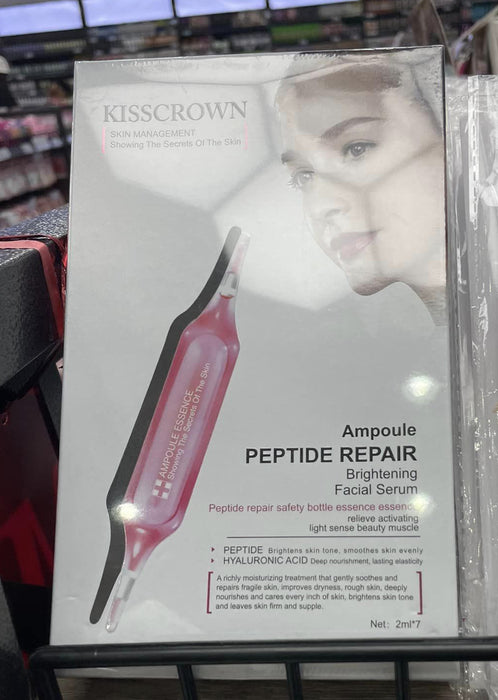 KISSCROWN
SKIN MANAGEMENT
Showing The Secrets Of The Skin
AMPOULE ESSENCE
Showing The Secrets Of The Skin
Ampoule
PEPTIDE REPAIR
Brightening
Facial Serum
Peptide repair safety bottle essence essence
relieve activating
light sense beauty muscle
PEPTIDE Brightens skin tone, smoothes skin evenly
HYALURONIC ACID Deep nourishment, lasting elasticity
A richly moisturizing treatment that gently soothes and
repairs fragile skin, improves dryness, rough skin, deeply
nourishes and cares every inch of skin, brightens skin tone
and leaves skin firm and supple.
Net: 2ml*7